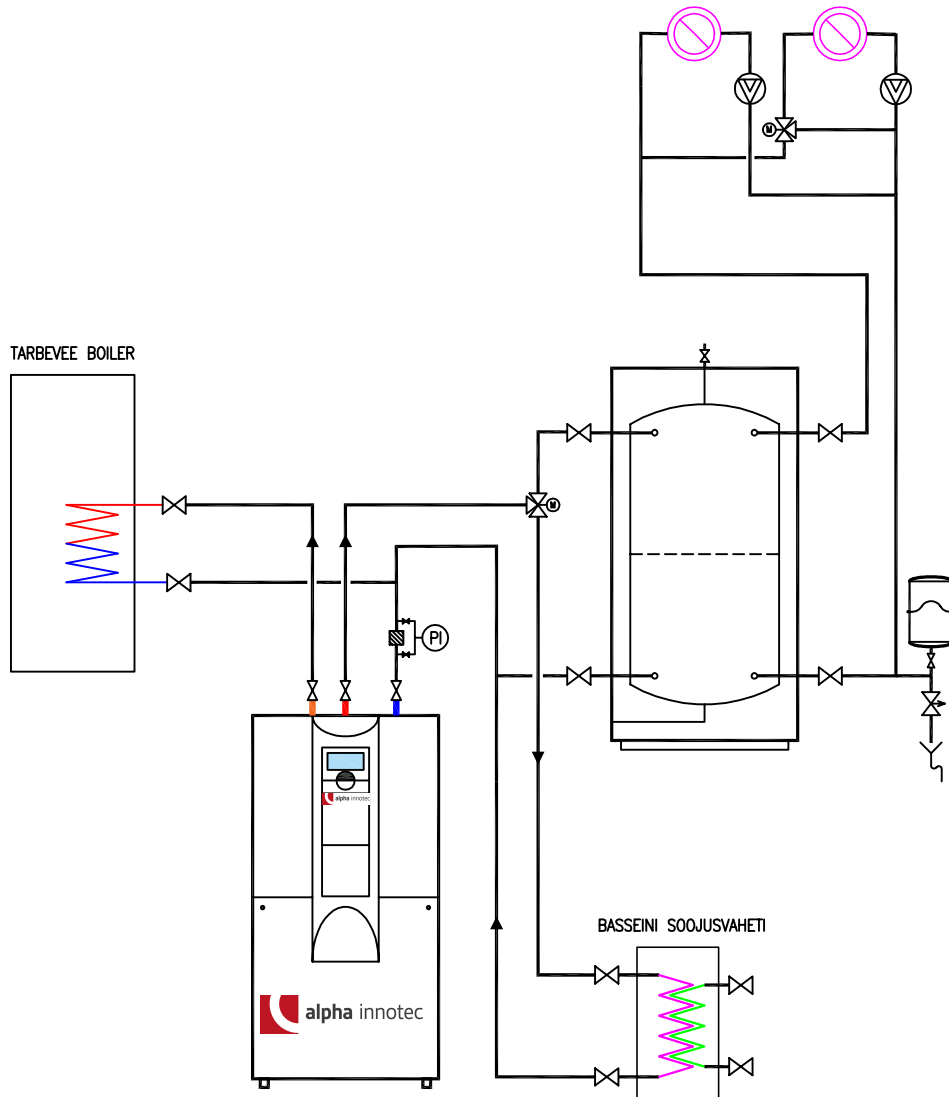 TARBEVEE BOILER
M
M
PI
alpha innotec
BASSEINI SOOJUSVAHETI
alpha innotec